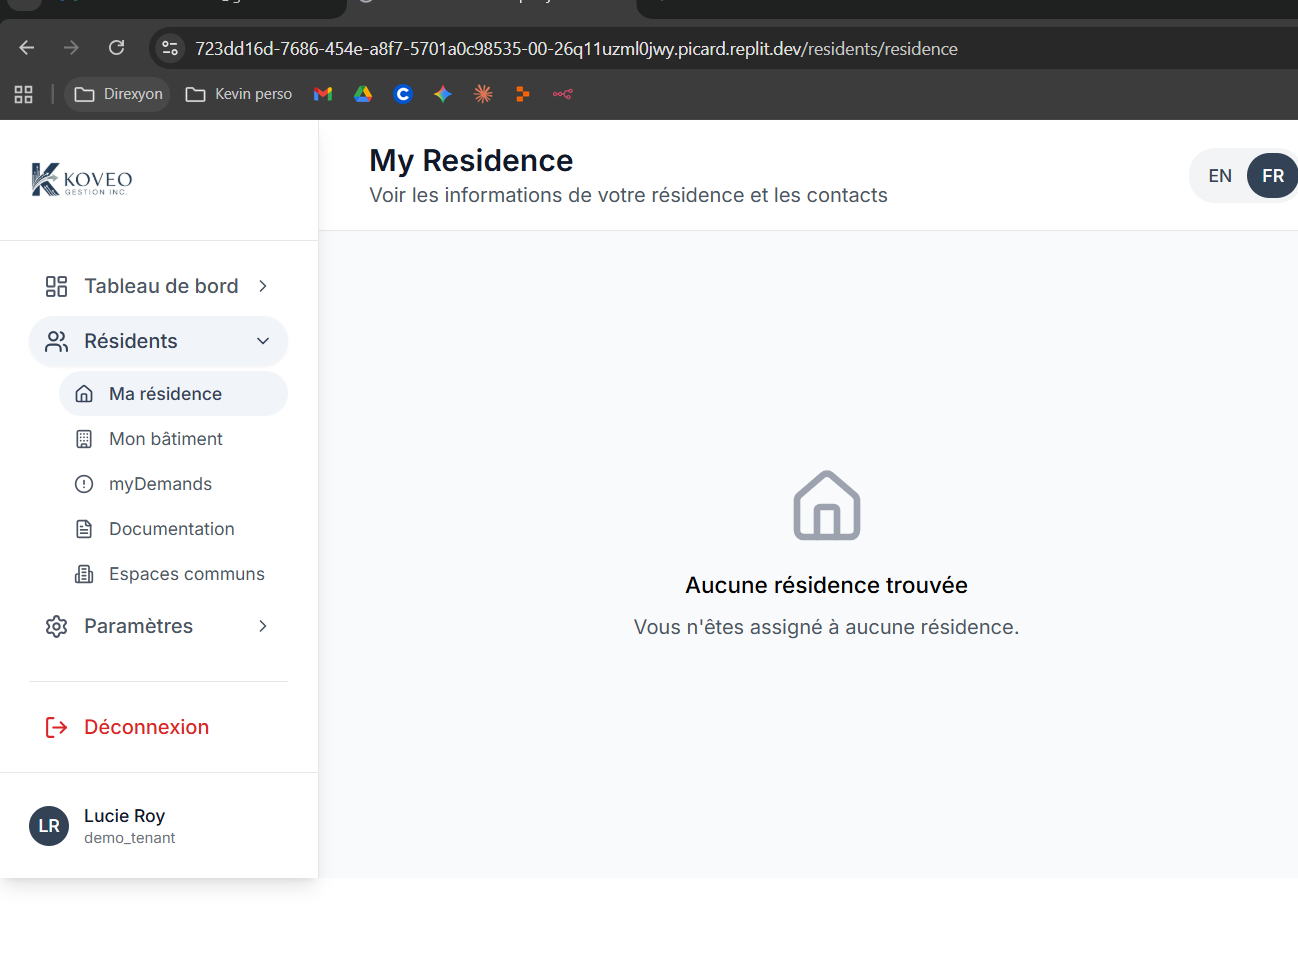 723dd16d-7686-454e-a8f7-5701a0c98535-00-26q11uzml0jwy.picard.replit.dev/residents/residence
Direxyon
Kevin perso
KOVEO
GESTION INC.
My Residence
Voir les informations de votre résidence et les contacts
EN FR
Tableau de bord
Résidents
Ma résidence
Mon bâtiment
myDemands
Documentation
Espaces communs
Paramètres
Déconnexion
LR
Lucie Roy
demo_tenant
Aucune résidence trouvée
Vous n'êtes assigné à aucune résidence.